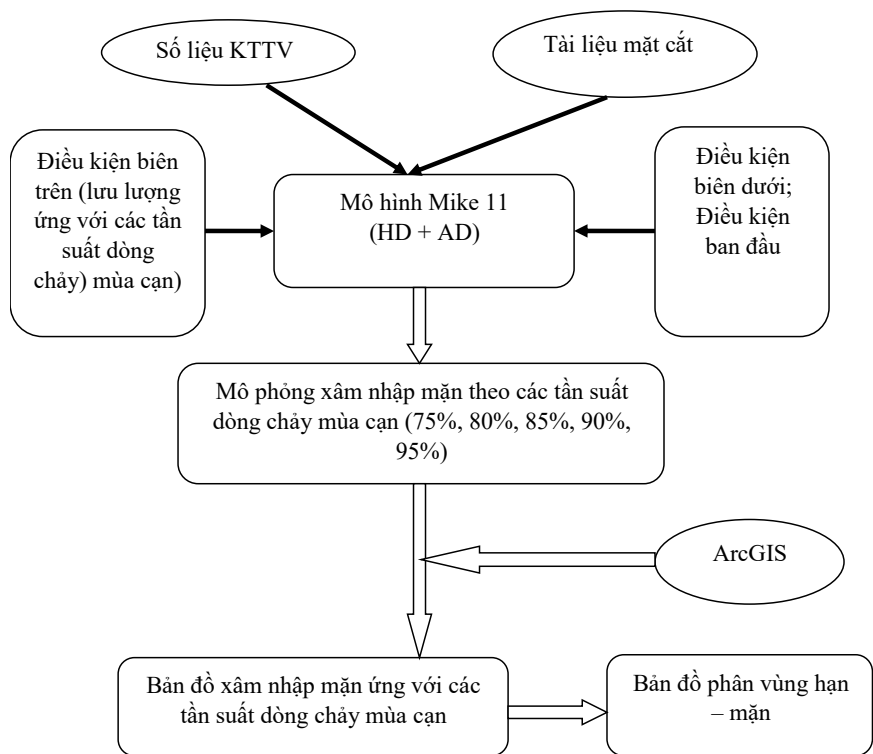 Số liệu KTTV
Tài liệu mặt cắt
Điều kiện biên
trên (lưu lượng
ứng với các tần
suất dòng
chảy) mùa cạn)
Mô hình Mike 11
(HD + AD)
Điều kiện
biên dưới;
Điều kiện
ban đầu
Mô phỏng xâm nhập mặn theo các tần suất
dòng chảy mùa cạn (75%, 80%, 85%, 90%,
95%)
ArcGIS
Bản đồ xâm nhập mặn ứng với các
tần suất dòng chảy mùa cạn
Bản đồ phân vùng hạn
– mặn